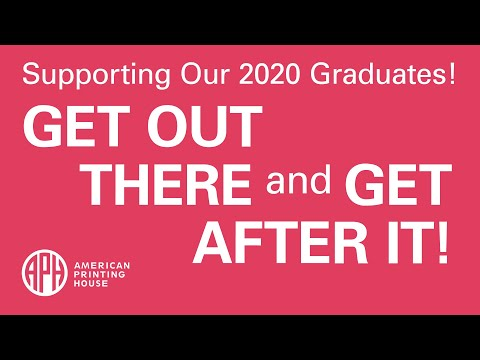 Supporting Our 2020 Graduates!
GET OUT
THERE and GET
AFTER IT!
APH
AMERICAN
PRINTING
HOUSE